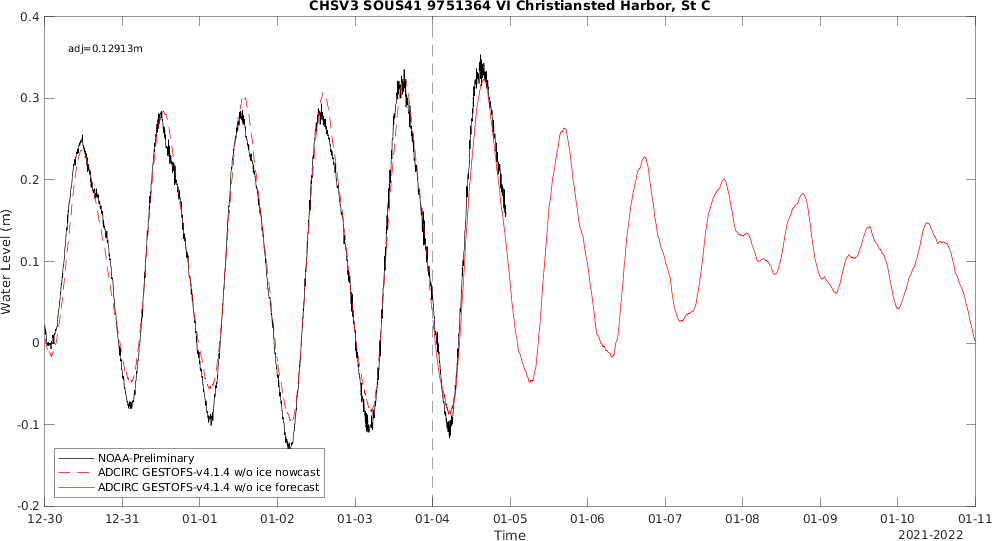 CHSV3 SOUS41 9751364 VI Christiansted Harbor, St C
adj=0.12913m
Water Level (m)
0.4
0.3
0.2
0.1
0
-0.1
-0.2
NOAA-Preliminary
ADCIRC GESTOFS-v4.1.4 w/o ice nowcast
ADCIRC GESTOFS-v4.1.4 w/o ice forecast
12-30 12-31 01-01 01-02 01-03 01-04 01-05 01-06 01-07 01-08 01-09 01-10 01-11
Time
2021-2022